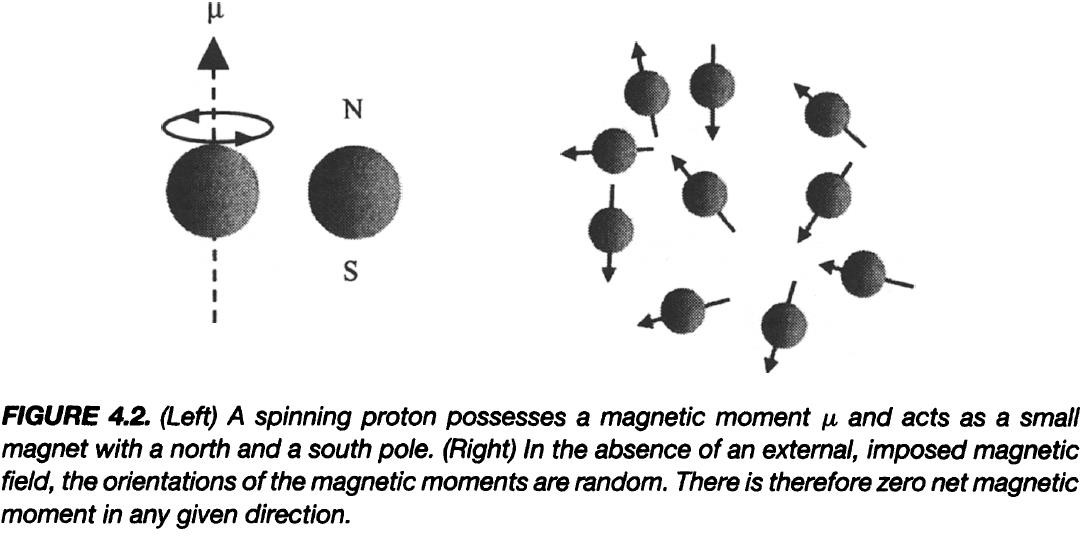 μ
N
S
FIGURE 4.2. (Left) A spinning proton possesses a magnetic moment μ and acts as a small
magnet with a north and a south pole. (Right) In the absence of an external, imposed magnetic
field, the orientations of the magnetic moments are random. There is therefore zero net magnetic
moment in any given direction.